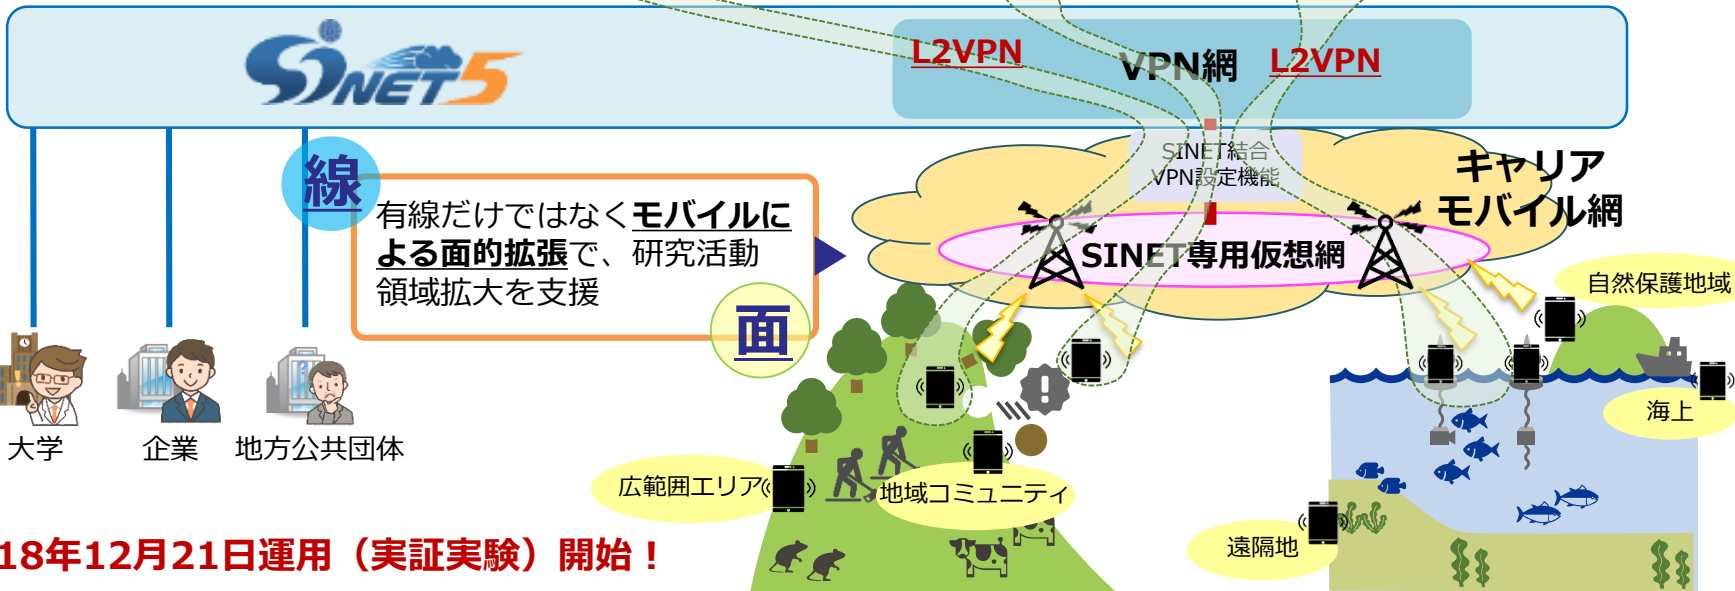 SINET5
L2VPN
VPN網
L2VPN
SINET結合
VPN設定機能
キャリア
モバイル網
SINET専用仮想網
線
有線だけではなくモバイルに
よる面的拡張で、研究活動
領域拡大を支援
面
大学
企業
地方公共団体
自然保護地域
海上
広範囲エリア
地域コミュニティ
遠隔地
18年12月21日運用（実証実験）開始！